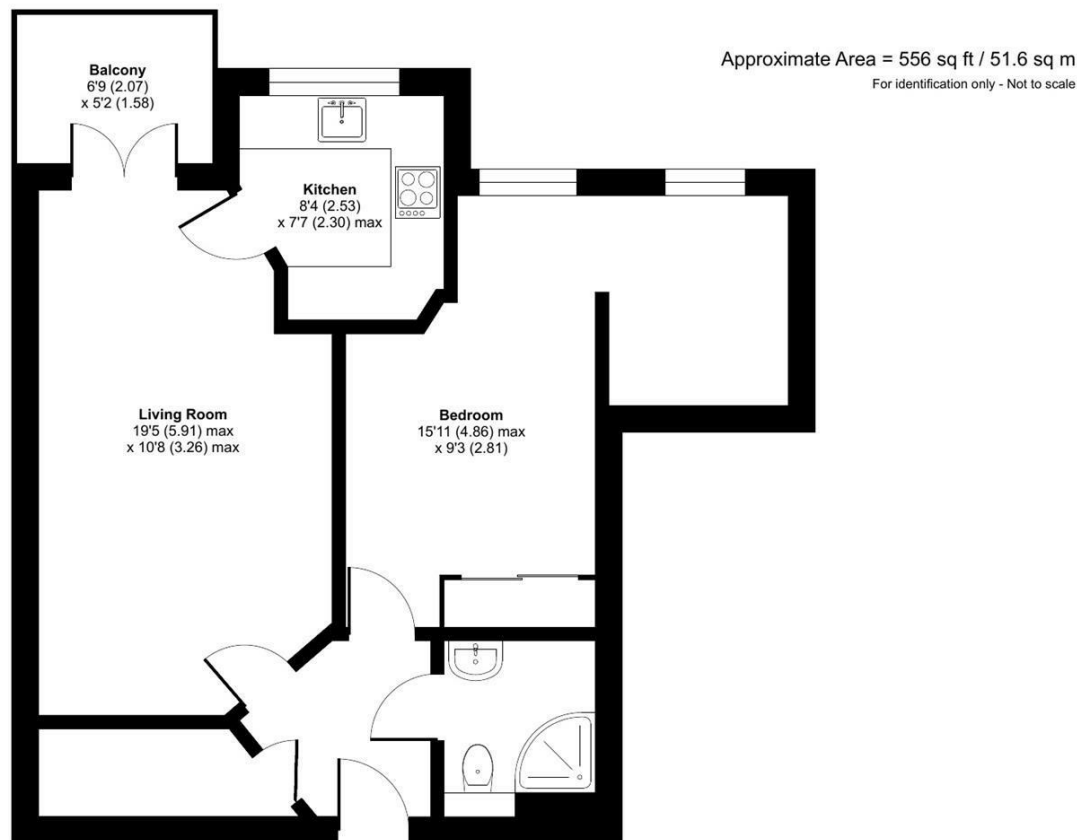 Approximate Area = 556 sq ft / 51.6 sq m
For identification only - Not to scale
Balcony
6'9 (2.07)
x 5'2 (1.58)
Kitchen
8'4 (2.53)
x 7'7 (2.30) max
Living Room
19'5 (5.91) max
x 10'8 (3.26) max
Bedroom
15'11 (4.86) max
x 9'3 (2.81)